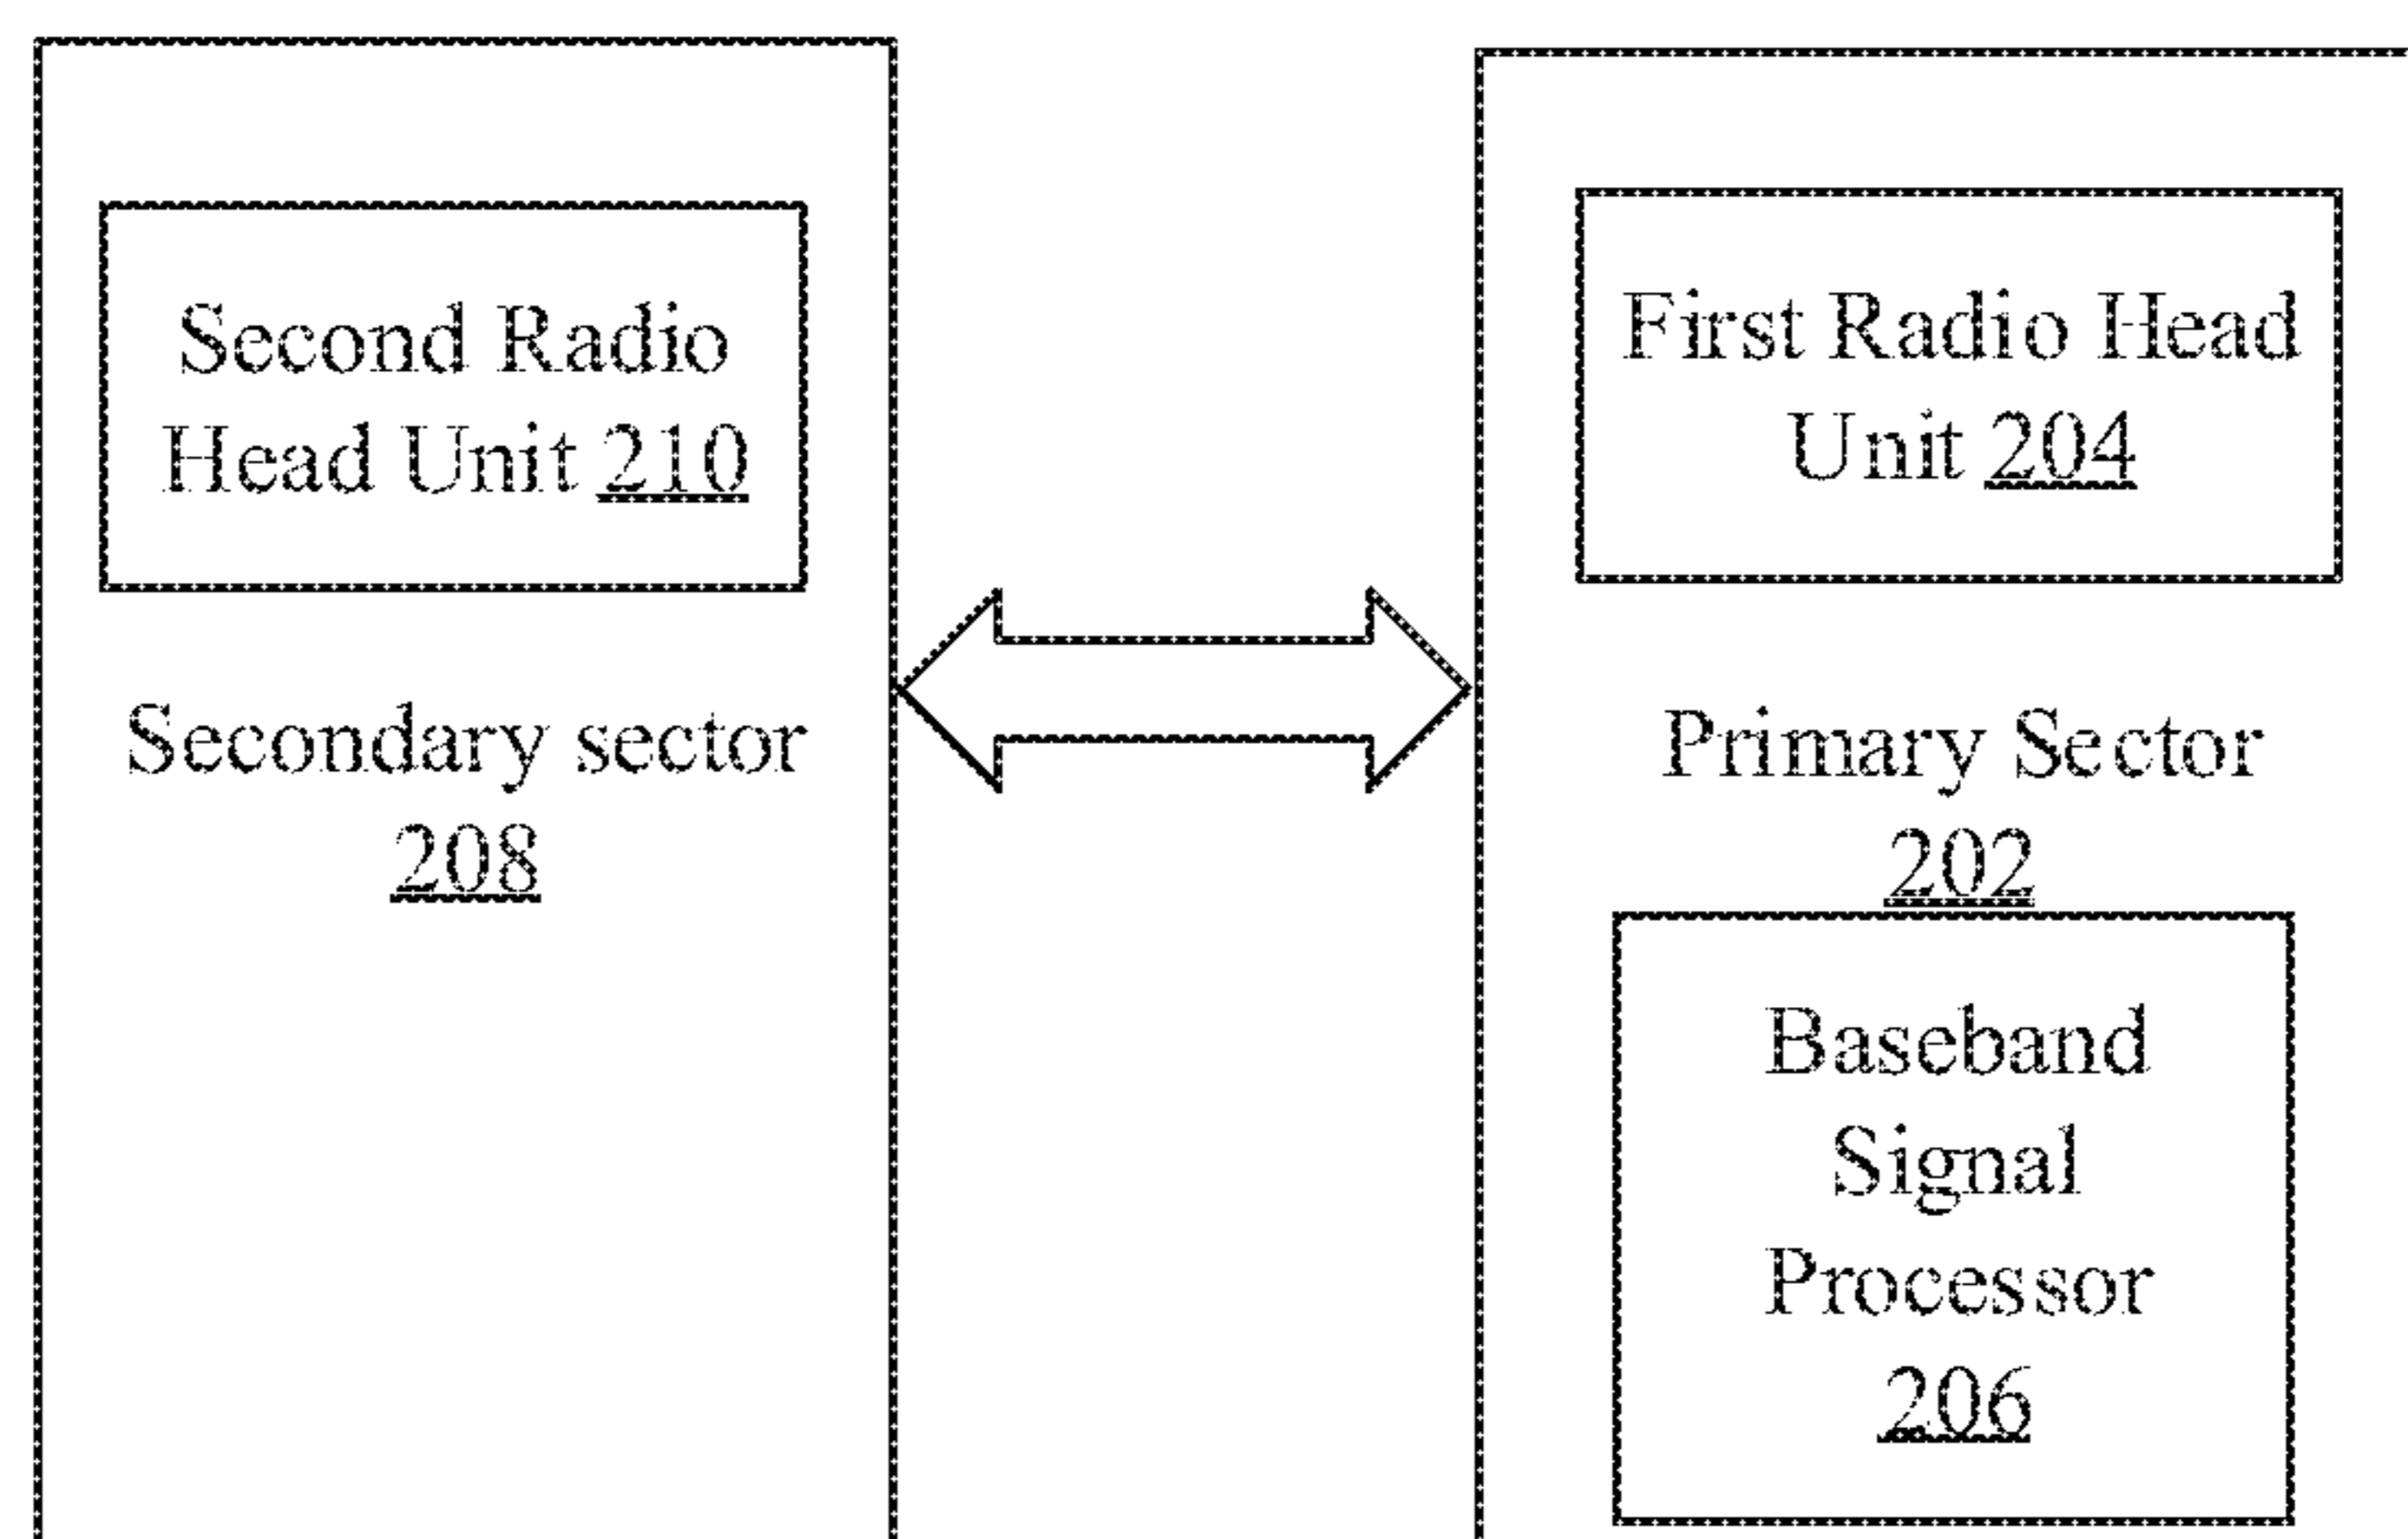 Second Radio
Head Unit 210
Secondary sector
208
First Radio Head
Unit 204
Primary Sector
202
Baseband
Signal
Processor
206